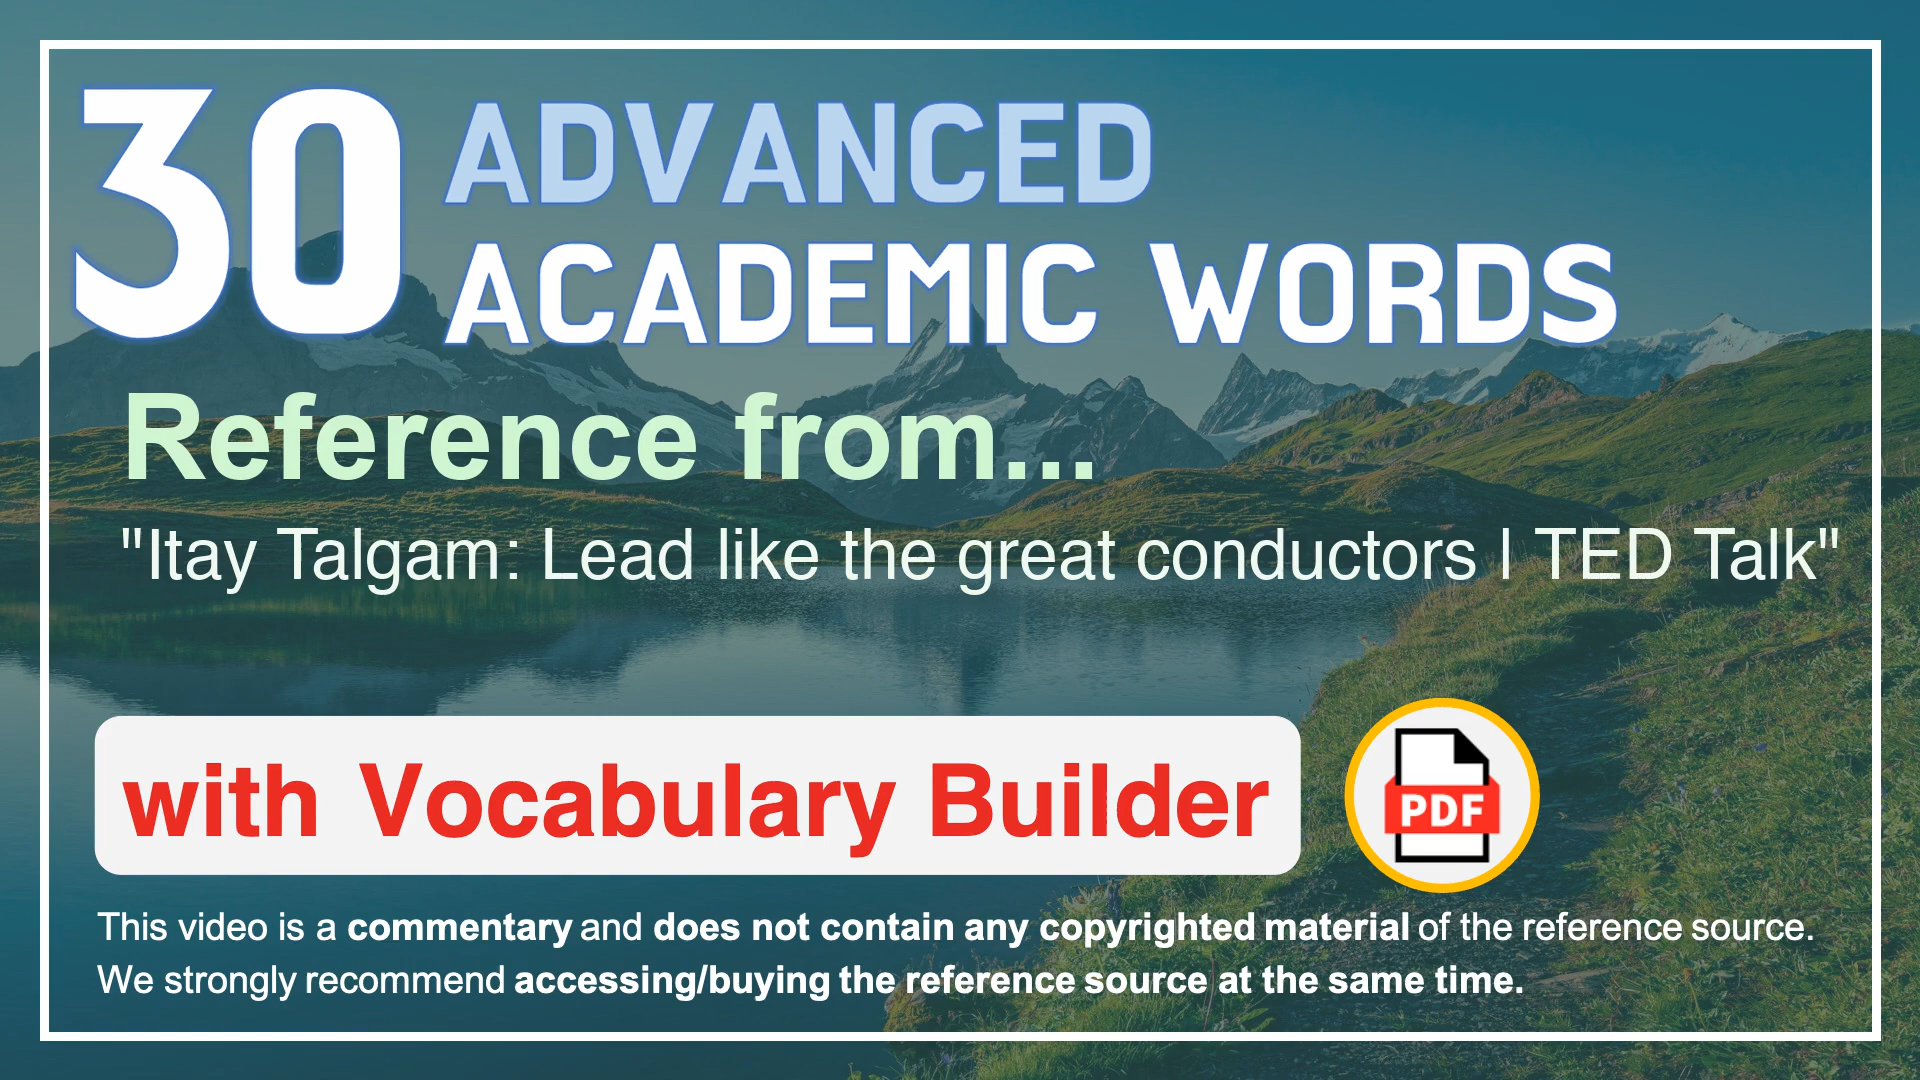 30 ADVANCED
ACADEMIC WORDS
Reference from...
"Itay Talgam: Lead like the great conductors | TED Talk"
with Vocabulary Builder
PDF
This video is a commentary and does not contain any copyrighted material of the reference source.
We strongly recommend accessing/buying the reference source at the same time.